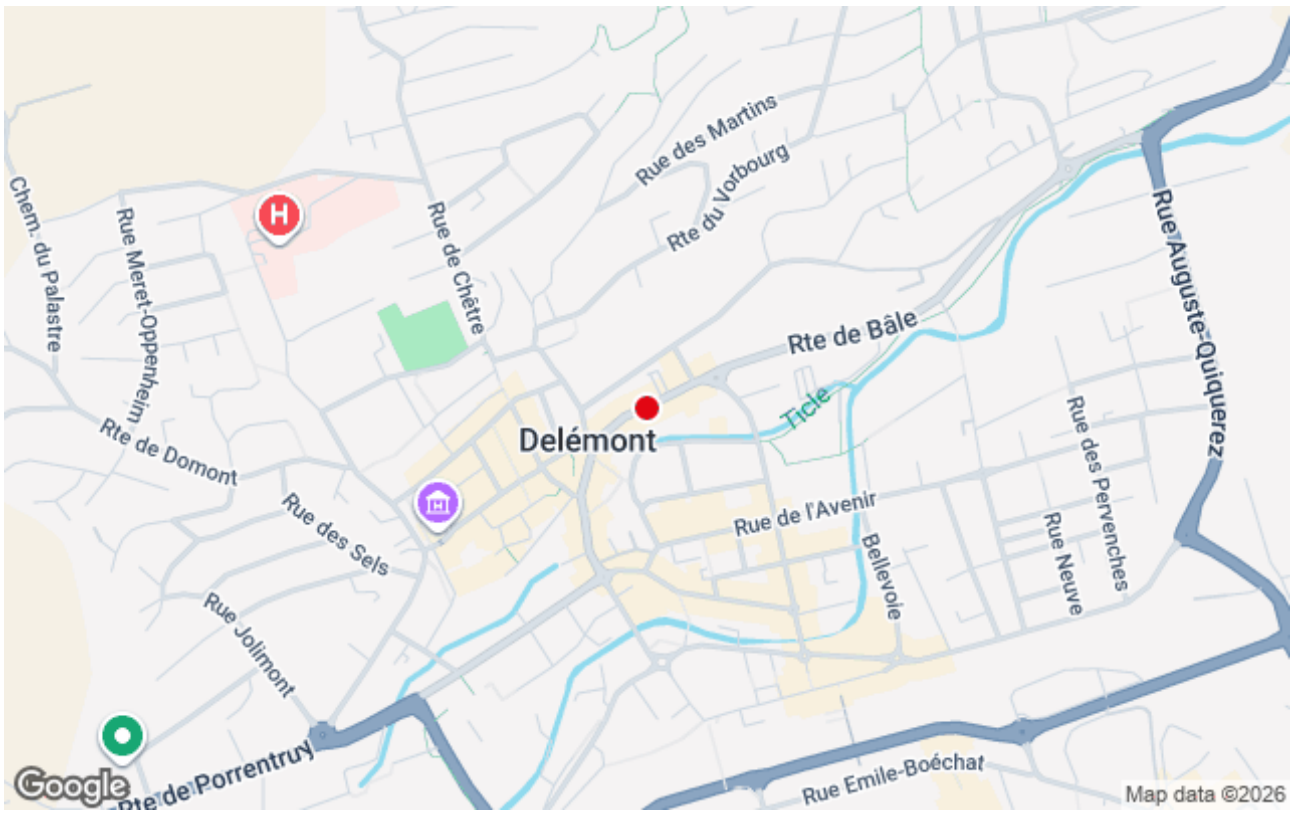 Rue des Martins
Rte du Vorbourg
Chem. du Palastre
Rue Meret-Oppenheim
H
Rue de Chêtre
Rue Auguste-Quiquerez
Rte de Bâle
Ticle
Delémont
Rte de Domont
Rue des Sels
Rue de l'Avenir
Rue des Pervenches
Rue Neuve
Bellevoie
Rue Jolimont
Rte de Porrentruy
Rue Emile-Boéchat
Google
Map data ©2026